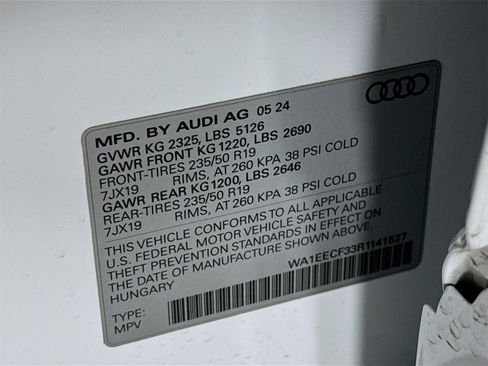 MFD. BY AUDI AG 05 24
GVWR KG 2325, LBS 5126
GAWR FRONT KG 1220, LBS 2690
FRONT-TIRES 235/50 R19
7JX19 RIMS, AT 260 KPA 38 PSI COLD
GAWR REAR KG 1200, LBS 2646
REAR-TIRES 235/50 R19
7JX19 RIMS, AT 260 KPA 38 PSI COLD
THIS VEHICLE CONFORMS TO ALL APPLICABLE
U.S. FEDERAL MOTOR VEHICLE SAFETY AND
THEFT PREVENTION STANDARDS IN EFFECT ON
THE DATE OF MANUFACTURE SHOWN ABOVE.
HUNGARY
WA1EECF33R1141527
TYPE:
MPV